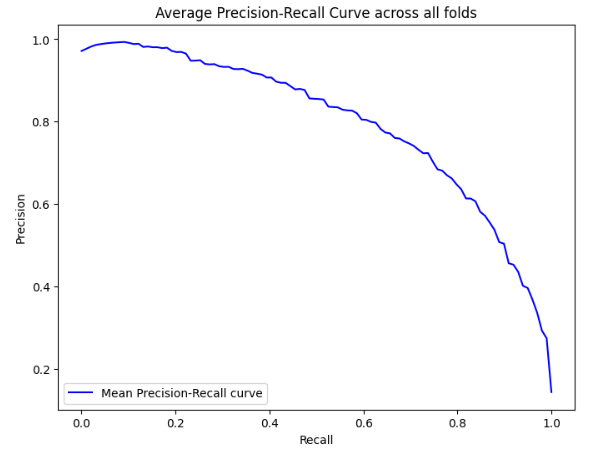 Average Precision-Recall Curve across all folds
1.0
0.8
0.6
0.4
0.2
Precision
Mean Precision-Recall curve
0.0 0.2 0.4 0.6 0.8 1.0
Recall